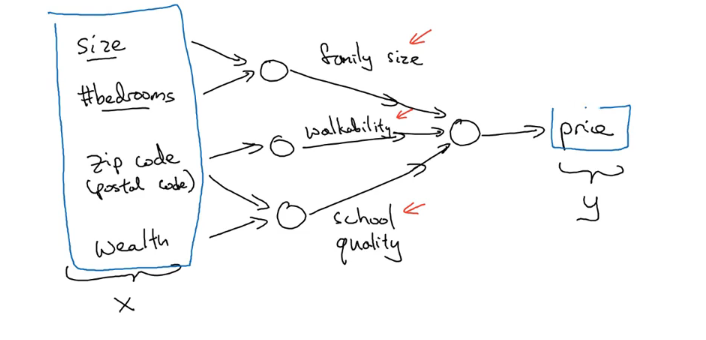 size
#bedrooms
zip code
(postal code)
wealth
x
family size
walkability
school
quality
price
y